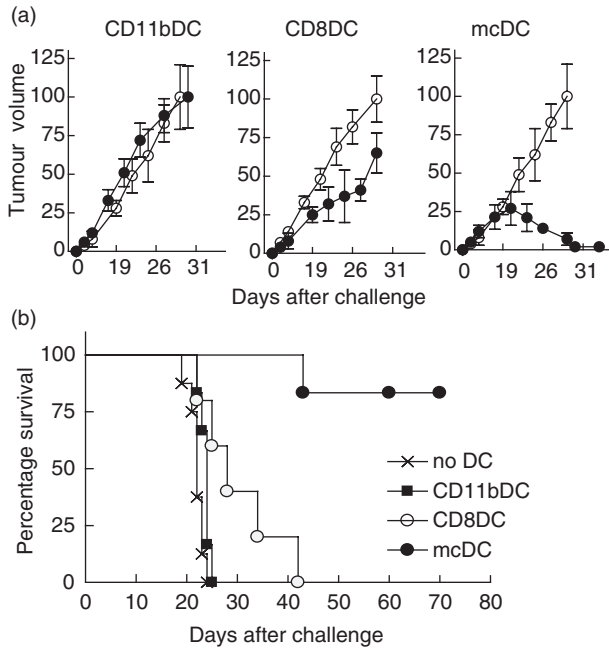 (a)
CD11bDC CD8DC mcDC
Tumour volume
125
100
75
50
25
0
0 19 26 31
125
100
75
50
25
0
0 19 26 31
125
100
75
50
25
0
0 19 26 31
Days after challenge
(b)
Percentage survival
100
75
50
25
0
0 20 30 40 50 60 70 80
no DC
CD11bDC
CD8DC
mcDC
Days after challenge